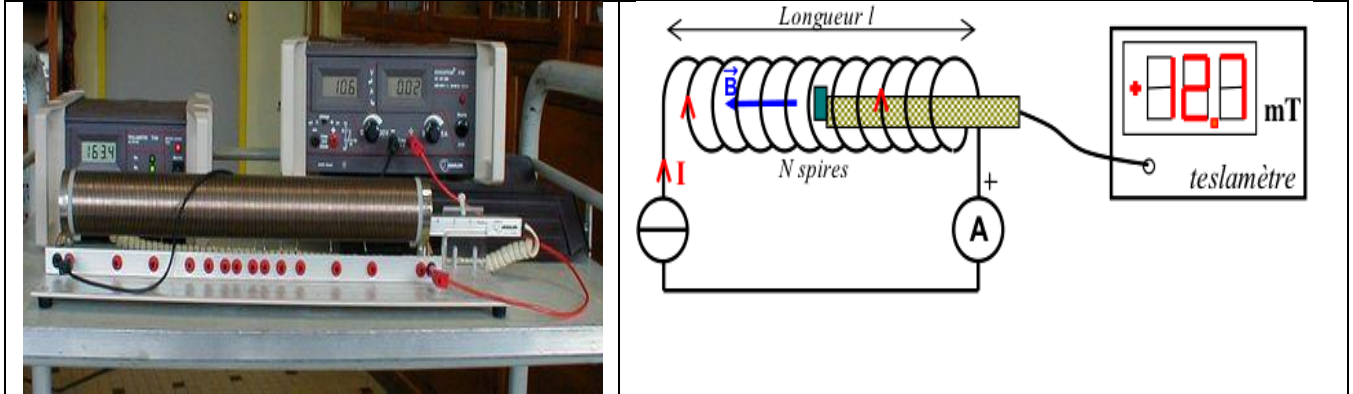 10.6
0.02
163.4
Longueur l
B
I
N spires
+
A
+12.7 mT
teslamètre